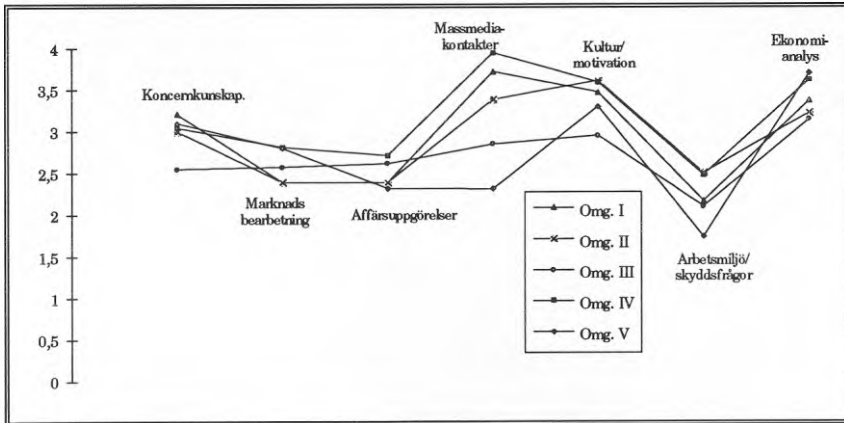 Massmedia-
kontakter
Kultur/
motivation
Ekonomi-
analys
4
3,5
3
2,5
2
1,5
1
0,5
0
Koncernkunskap.
Marknads
bearbetning
Affärsuppgörelser
Arbetsmiljö/
skyddsfrågor
Omg. I
Omg. II
Omg. III
Omg. IV
Omg. V